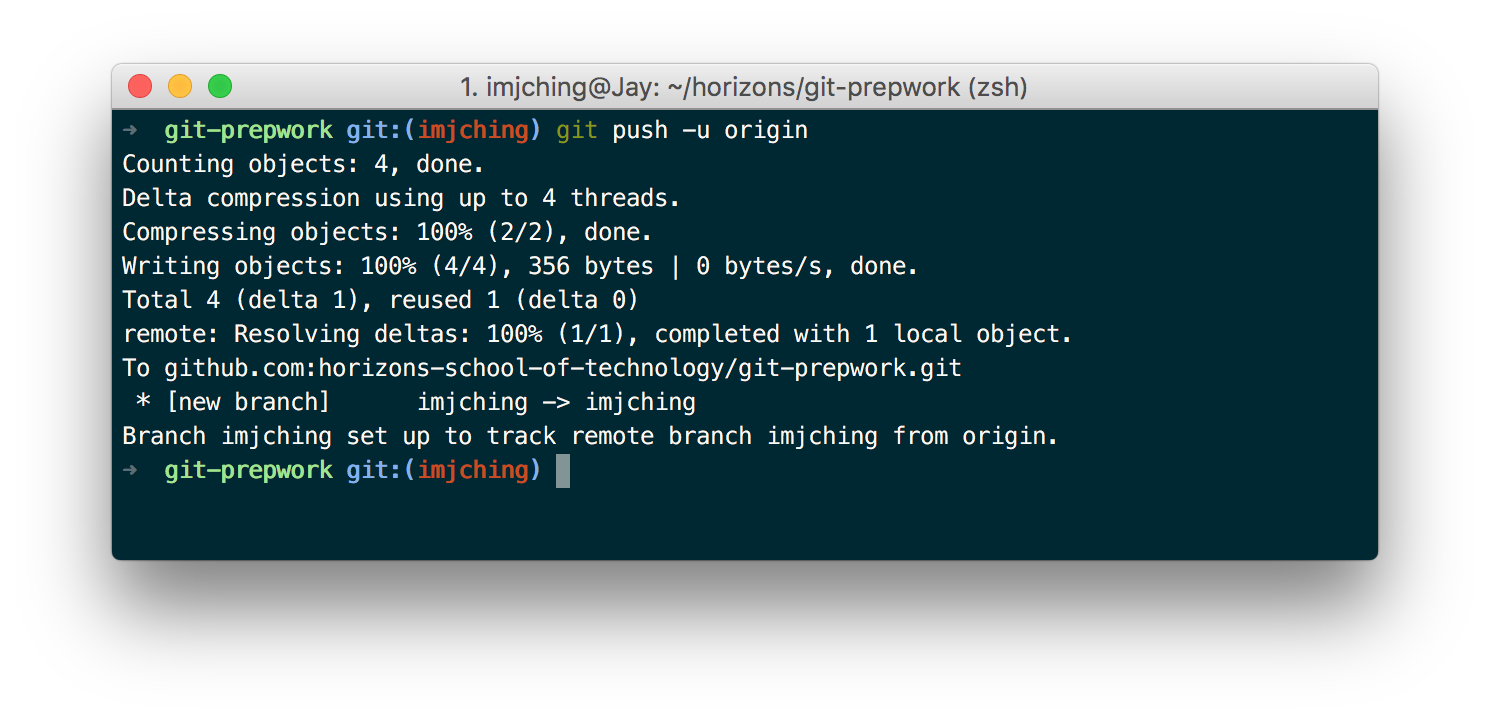 1. imjching@Jay: ~/horizons/git-prepwork (zsh)
➜  git-prepwork git:(imjching) git push -u origin
Counting objects: 4, done.
Delta compression using up to 4 threads.
Compressing objects: 100% (2/2), done.
Writing objects: 100% (4/4), 356 bytes | 0 bytes/s, done.
Total 4 (delta 1), reused 1 (delta 0)
remote: Resolving deltas: 100% (1/1), completed with 1 local object.
To github.com:horizons-school-of-technology/git-prepwork.git
 * [new branch]      imjching -> imjching
Branch imjching set up to track remote branch imjching from origin.
➜  git-prepwork git:(imjching)